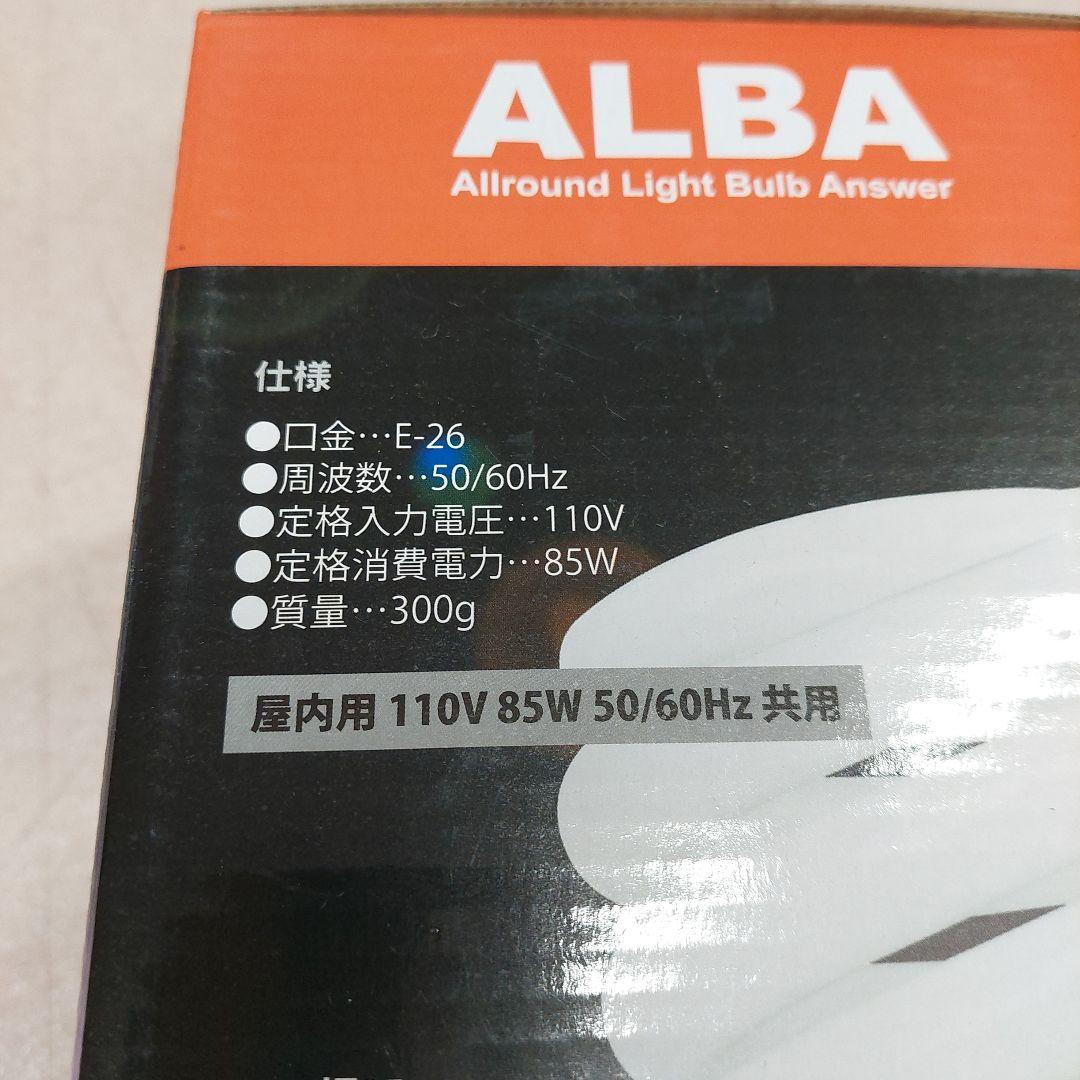 ALBA
Allround Light Bulb Answer
仕様
●口金…E-26
●周波数…50/60Hz
●定格入力電圧…110V
●定格消費電力…85W
●質量…300g
屋内用 110V 85W 50/60Hz 共用